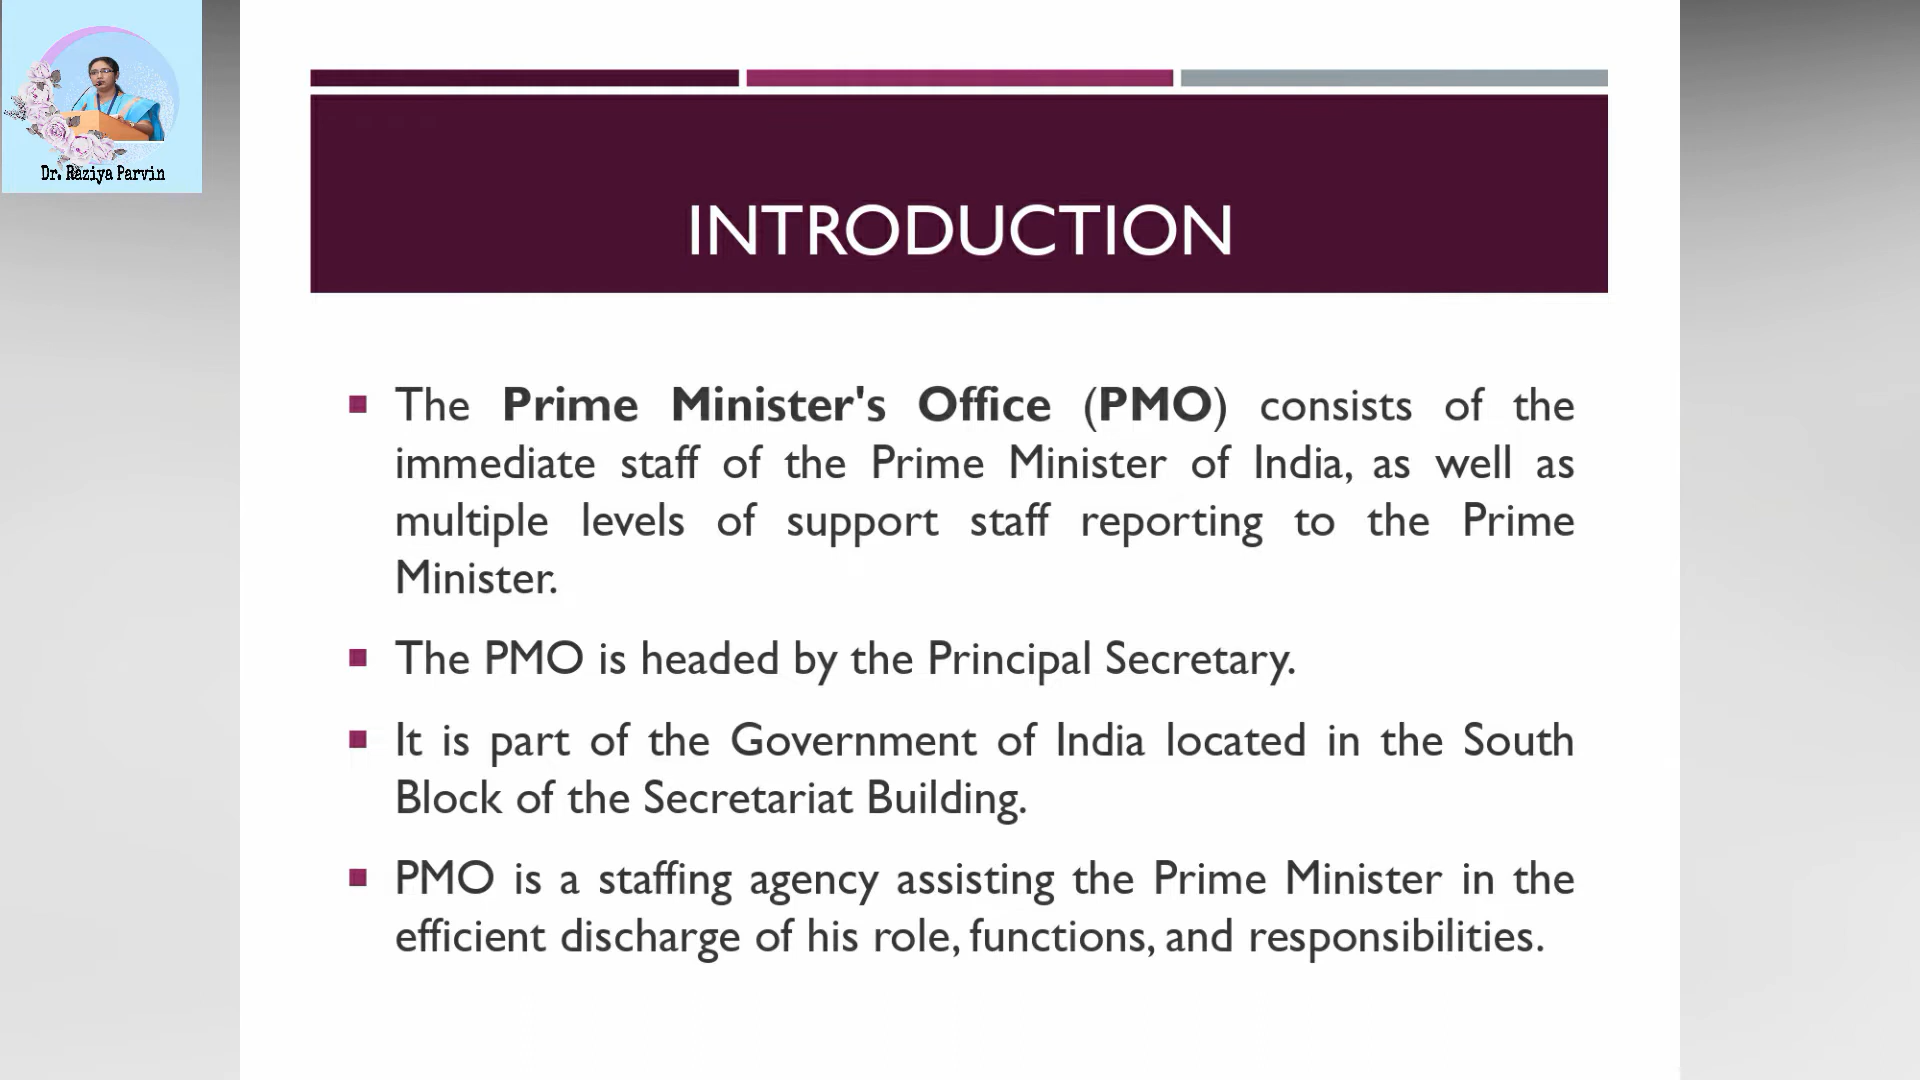 Dr. Raziya Parvin
INTRODUCTION
The Prime Minister's Office (PMO) consists of the
immediate staff of the Prime Minister of India, as well as
multiple levels of support staff reporting to the Prime
Minister.
The PMO is headed by the Principal Secretary.
It is part of the Government of India located in the South
Block of the Secretariat Building.
PMO is a staffing agency assisting the Prime Minister in the
efficient discharge of his role, functions, and responsibilities.